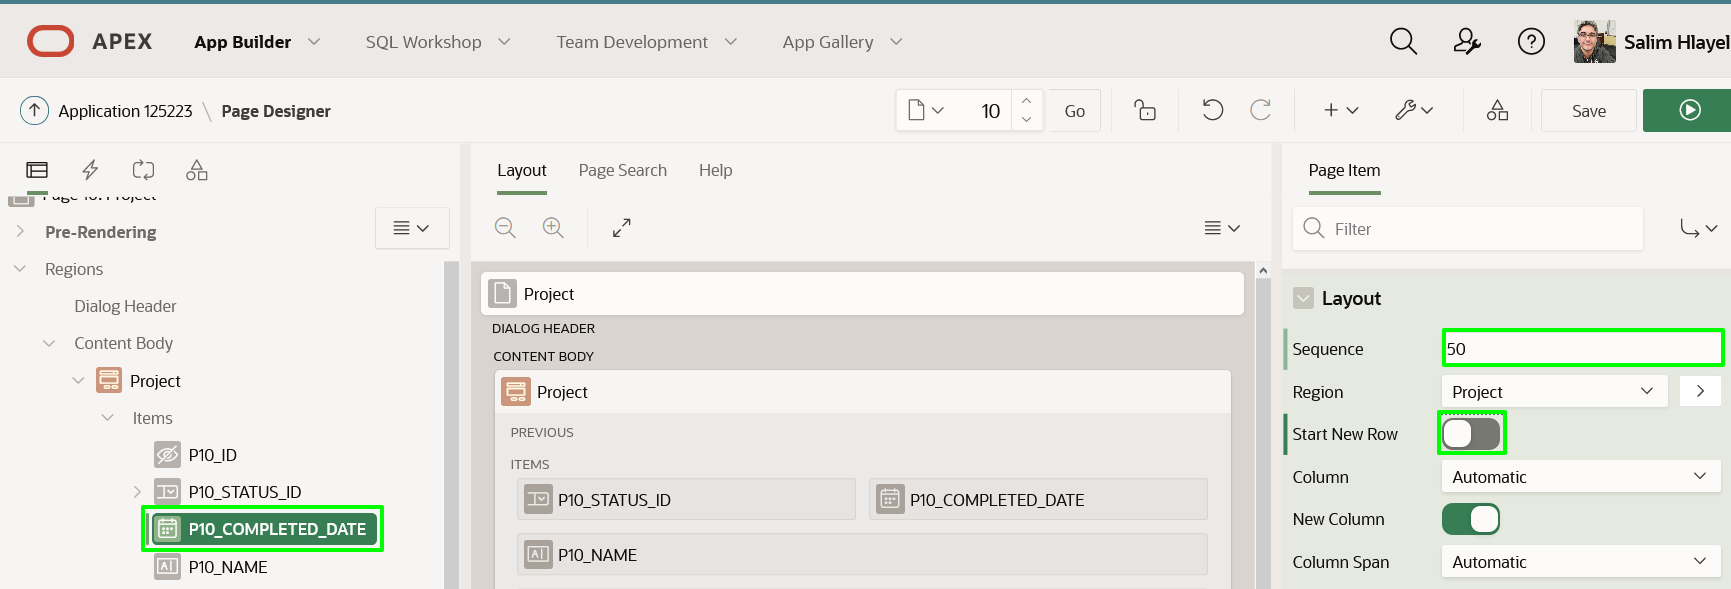 APEX App Builder SQL Workshop Team Development App Gallery Salim Hlayel
Application 125223 \ Page Designer 10 Go Save
Layout Page Search Help
Page Item
Page 10: Project
Pre-Rendering
Regions
Dialog Header
Content Body
Project
Items
P10_ID
P10_STATUS_ID
P10_COMPLETED_DATE
P10_NAME
Project
DIALOG HEADER
CONTENT BODY
Project
PREVIOUS
ITEMS
P10_STATUS_ID P10_COMPLETED_DATE
P10_NAME
Filter
Layout
Sequence 50
Region Project
Start New Row
Column Automatic
New Column
Column Span Automatic